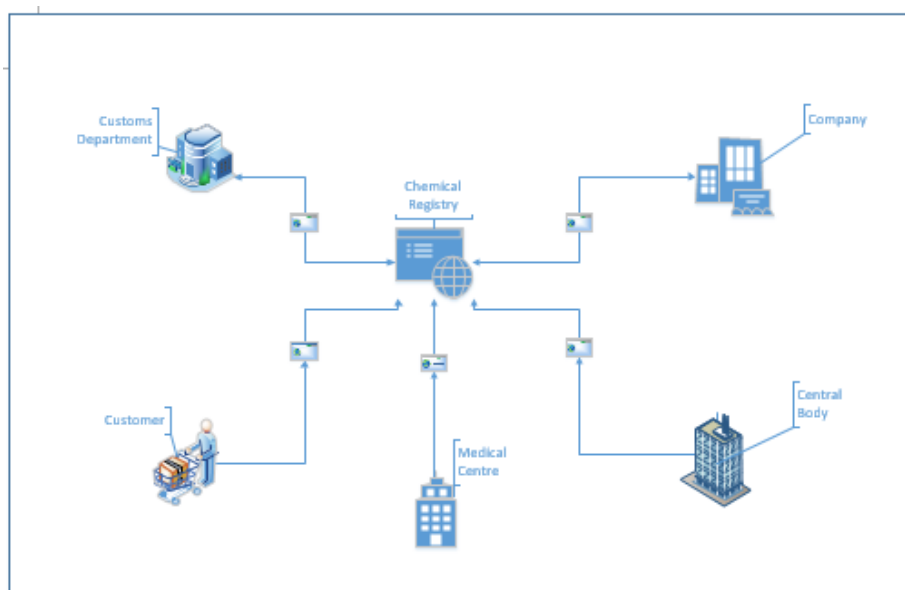 Customs
Department
Company
Chemical
Registry
Customer
Medical
Centre
Central
Body